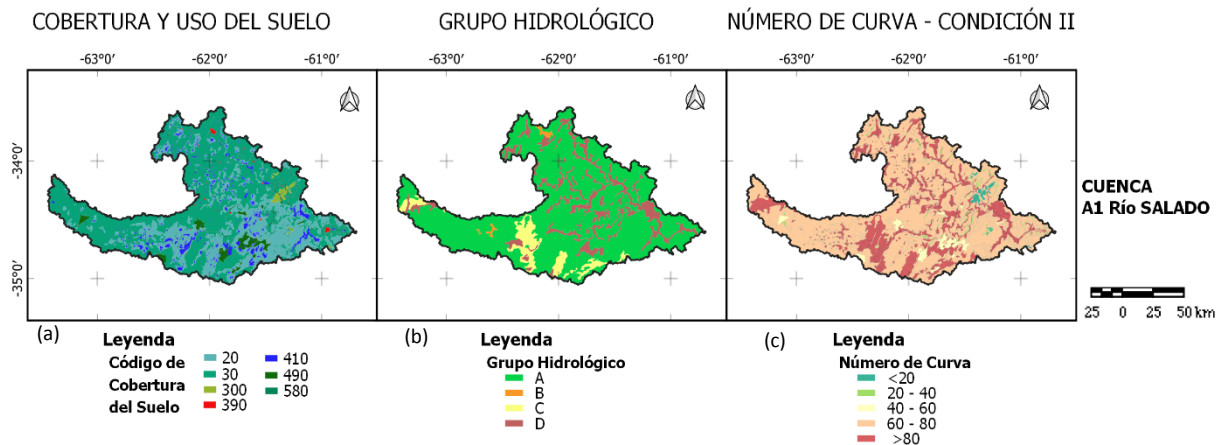 COBERTURA Y USO DEL SUELO
GRUPO HIDROLÓGICO
NÚMERO DE CURVA - CONDICIÓN II
-63°0′ -62°0′ -61°0′
-63°0′ -62°0′ -61°0′
-63°0′ -62°0′ -61°0′
-34°0′
-35°0′
CUENCA
A1 Río SALADO
25 0 25 50 km
(a)
Leyenda
Código de
Cobertura
del Suelo
20
30
300
390
410
490
580
(b)
Leyenda
Grupo Hidrológico
A
B
C
D
(c)
Leyenda
Número de Curva
<20
20 - 40
40 - 60
60 - 80
>80